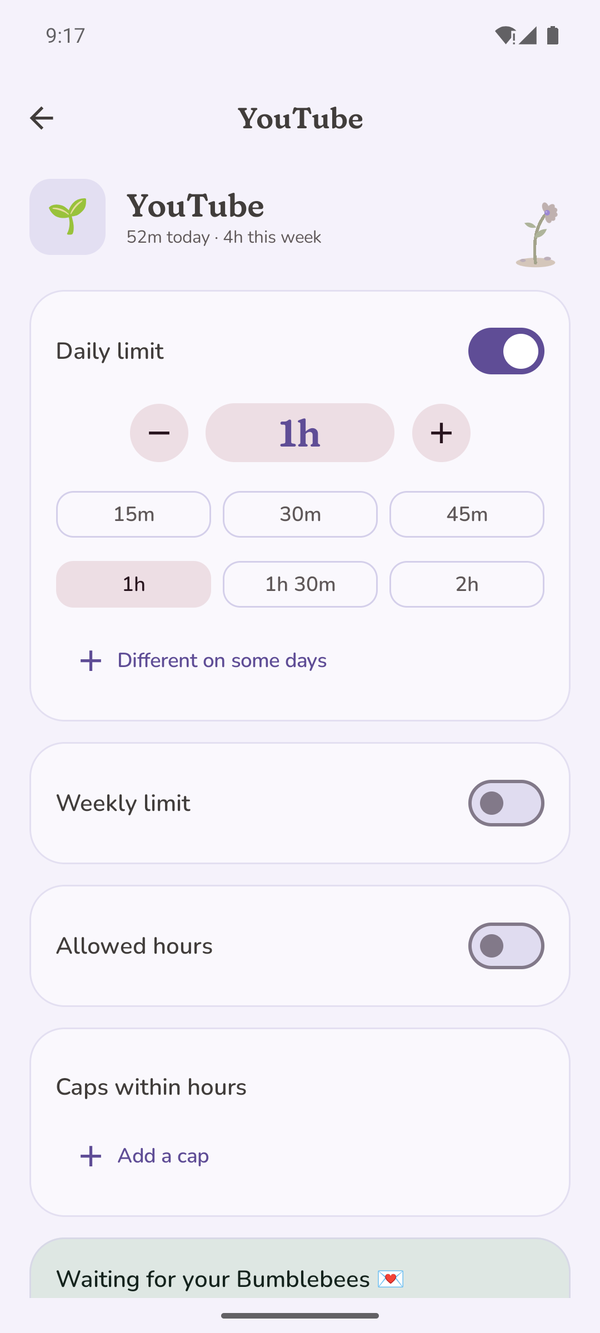 9:17
YouTube
YouTube
52m today · 4h this week
Daily limit
1h
15m
30m
45m
1h
1h 30m
2h
Different on some days
Weekly limit
Allowed hours
Caps within hours
Add a cap
Waiting for your Bumblebees 💌